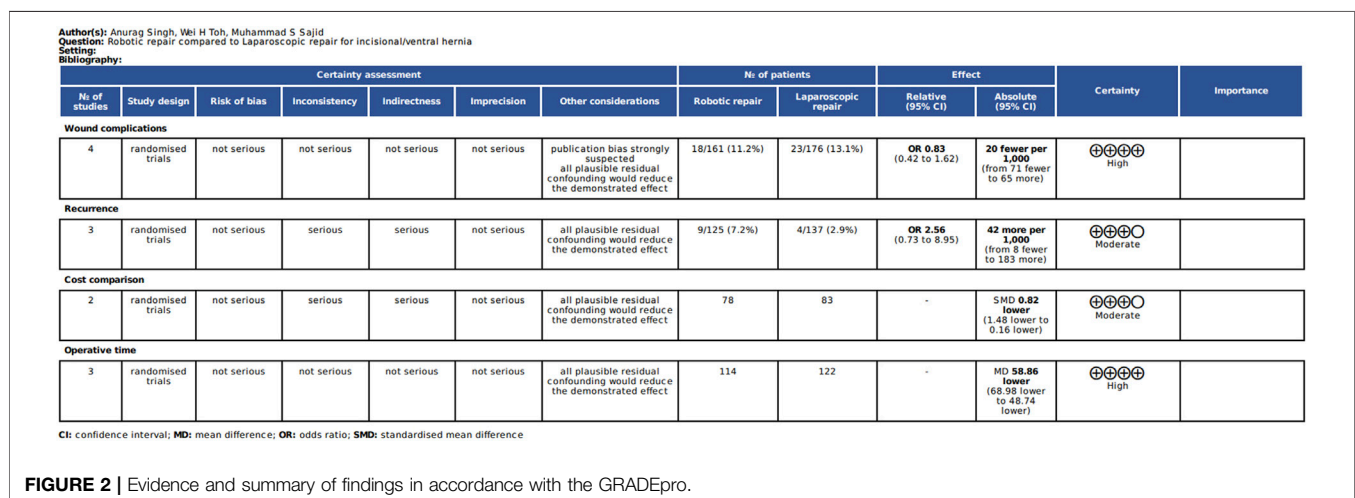 Author(s): Anurag Singh, Wei H Toh, Muhammad S Sajid
Question: Robotic repair compared to Laparoscopic repair for incisional/ventral hernia
Setting:
Bibliography:
Certainty assessment
№ of patients
Effect
Certainty
Importance
№ of
studies
Study design
Risk of bias
Inconsistency
Indirectness
Imprecision
Other considerations
Robotic repair
Laparoscopic
repair
Relative
(95% CI)
Absolute
(95% CI)
Wound complications
4
randomised
trials
not serious
not serious
not serious
not serious
publication bias strongly
suspected
all plausible residual
confounding would reduce
the demonstrated effect
18/161 (11.2%)
23/176 (13.1%)
OR 0.83
(0.42 to 1.62)
20 fewer per
1,000
(from 71 fewer
to 65 more)
⨁⨁⨁⨁
High
Recurrence
3
randomised
trials
not serious
serious
serious
not serious
all plausible residual
confounding would reduce
the demonstrated effect
9/125 (7.2%)
4/137 (2.9%)
OR 2.56
(0.73 to 8.95)
42 more per
1,000
(from 8 fewer
to 183 more)
⨁⨁⨁◯
Moderate
Cost comparison
2
randomised
trials
not serious
serious
serious
not serious
all plausible residual
confounding would reduce
the demonstrated effect
78
83
-
SMD 0.82
lower
(1.48 lower to
0.16 lower)
⨁⨁⨁◯
Moderate
Operative time
3
randomised
trials
not serious
not serious
not serious
not serious
all plausible residual
confounding would reduce
the demonstrated effect
114
122
-
MD 58.86
lower
(68.98 lower
to 48.74
lower)
⨁⨁⨁⨁
High
CI: confidence interval; MD: mean difference; OR: odds ratio; SMD: standardised mean difference
FIGURE 2 | Evidence and summary of findings in accordance with the GRADEpro.